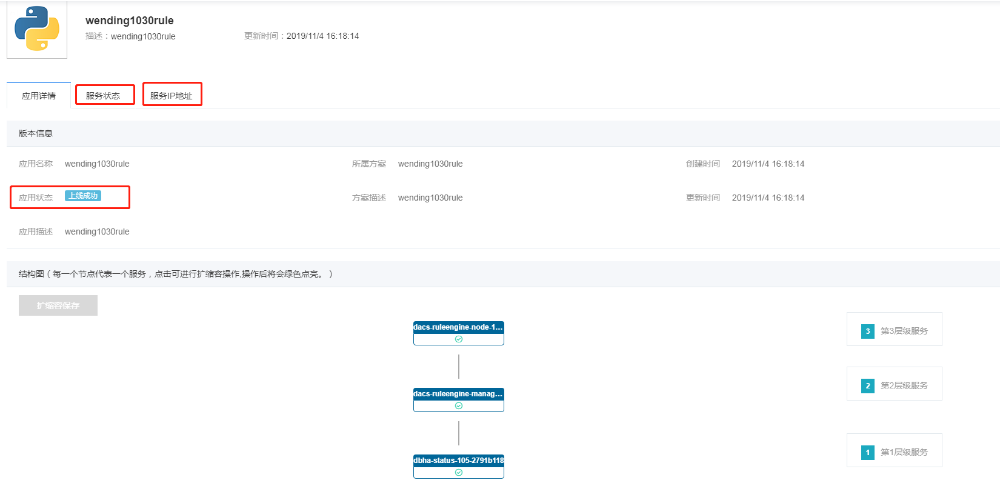 wending1030rule
描述：wending1030rule 更新时间：2019/11/4 16:18:14
应用详情 服务状态 服务IP地址
版本信息
应用名称 wending1030rule 所属方案 wending1030rule 创建时间 2019/11/4 16:18:14
应用状态 上线成功 方案描述 wending1030rule 更新时间 2019/11/4 16:18:14
应用描述 wending1030rule
结构图（每一个节点代表一个服务，点击可进行扩缩容操作,操作后将会绿色点亮。）
扩缩容保存
dacs-ruleengine-node-1...
3 第3层级服务
dacs-ruleengine-manag...
2 第2层级服务
dbha-status-105-2791b118
1 第1层级服务